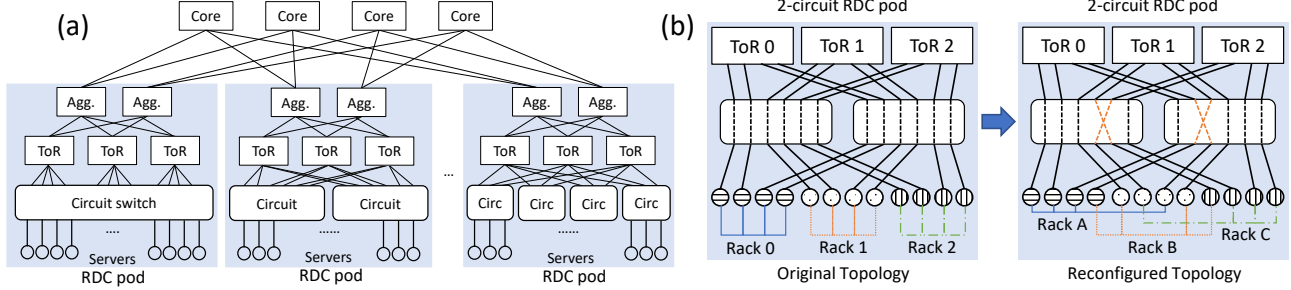 (a)
Core Core Core Core
Agg. Agg. Agg. Agg. Agg. Agg.
ToR ToR ToR ToR ToR ToR ToR ToR ToR
...
Circuit switch Circuit Circuit Circ Circ Circ Circ
.... ...... ......
Servers Servers Servers
RDC pod RDC pod RDC pod
(b)
2-circuit RDC pod
ToR 0 ToR 1 ToR 2
Rack 0 Rack 1 Rack 2
Original Topology
2-circuit RDC pod
ToR 0 ToR 1 ToR 2
Rack A Rack B Rack C
Reconfigured Topology